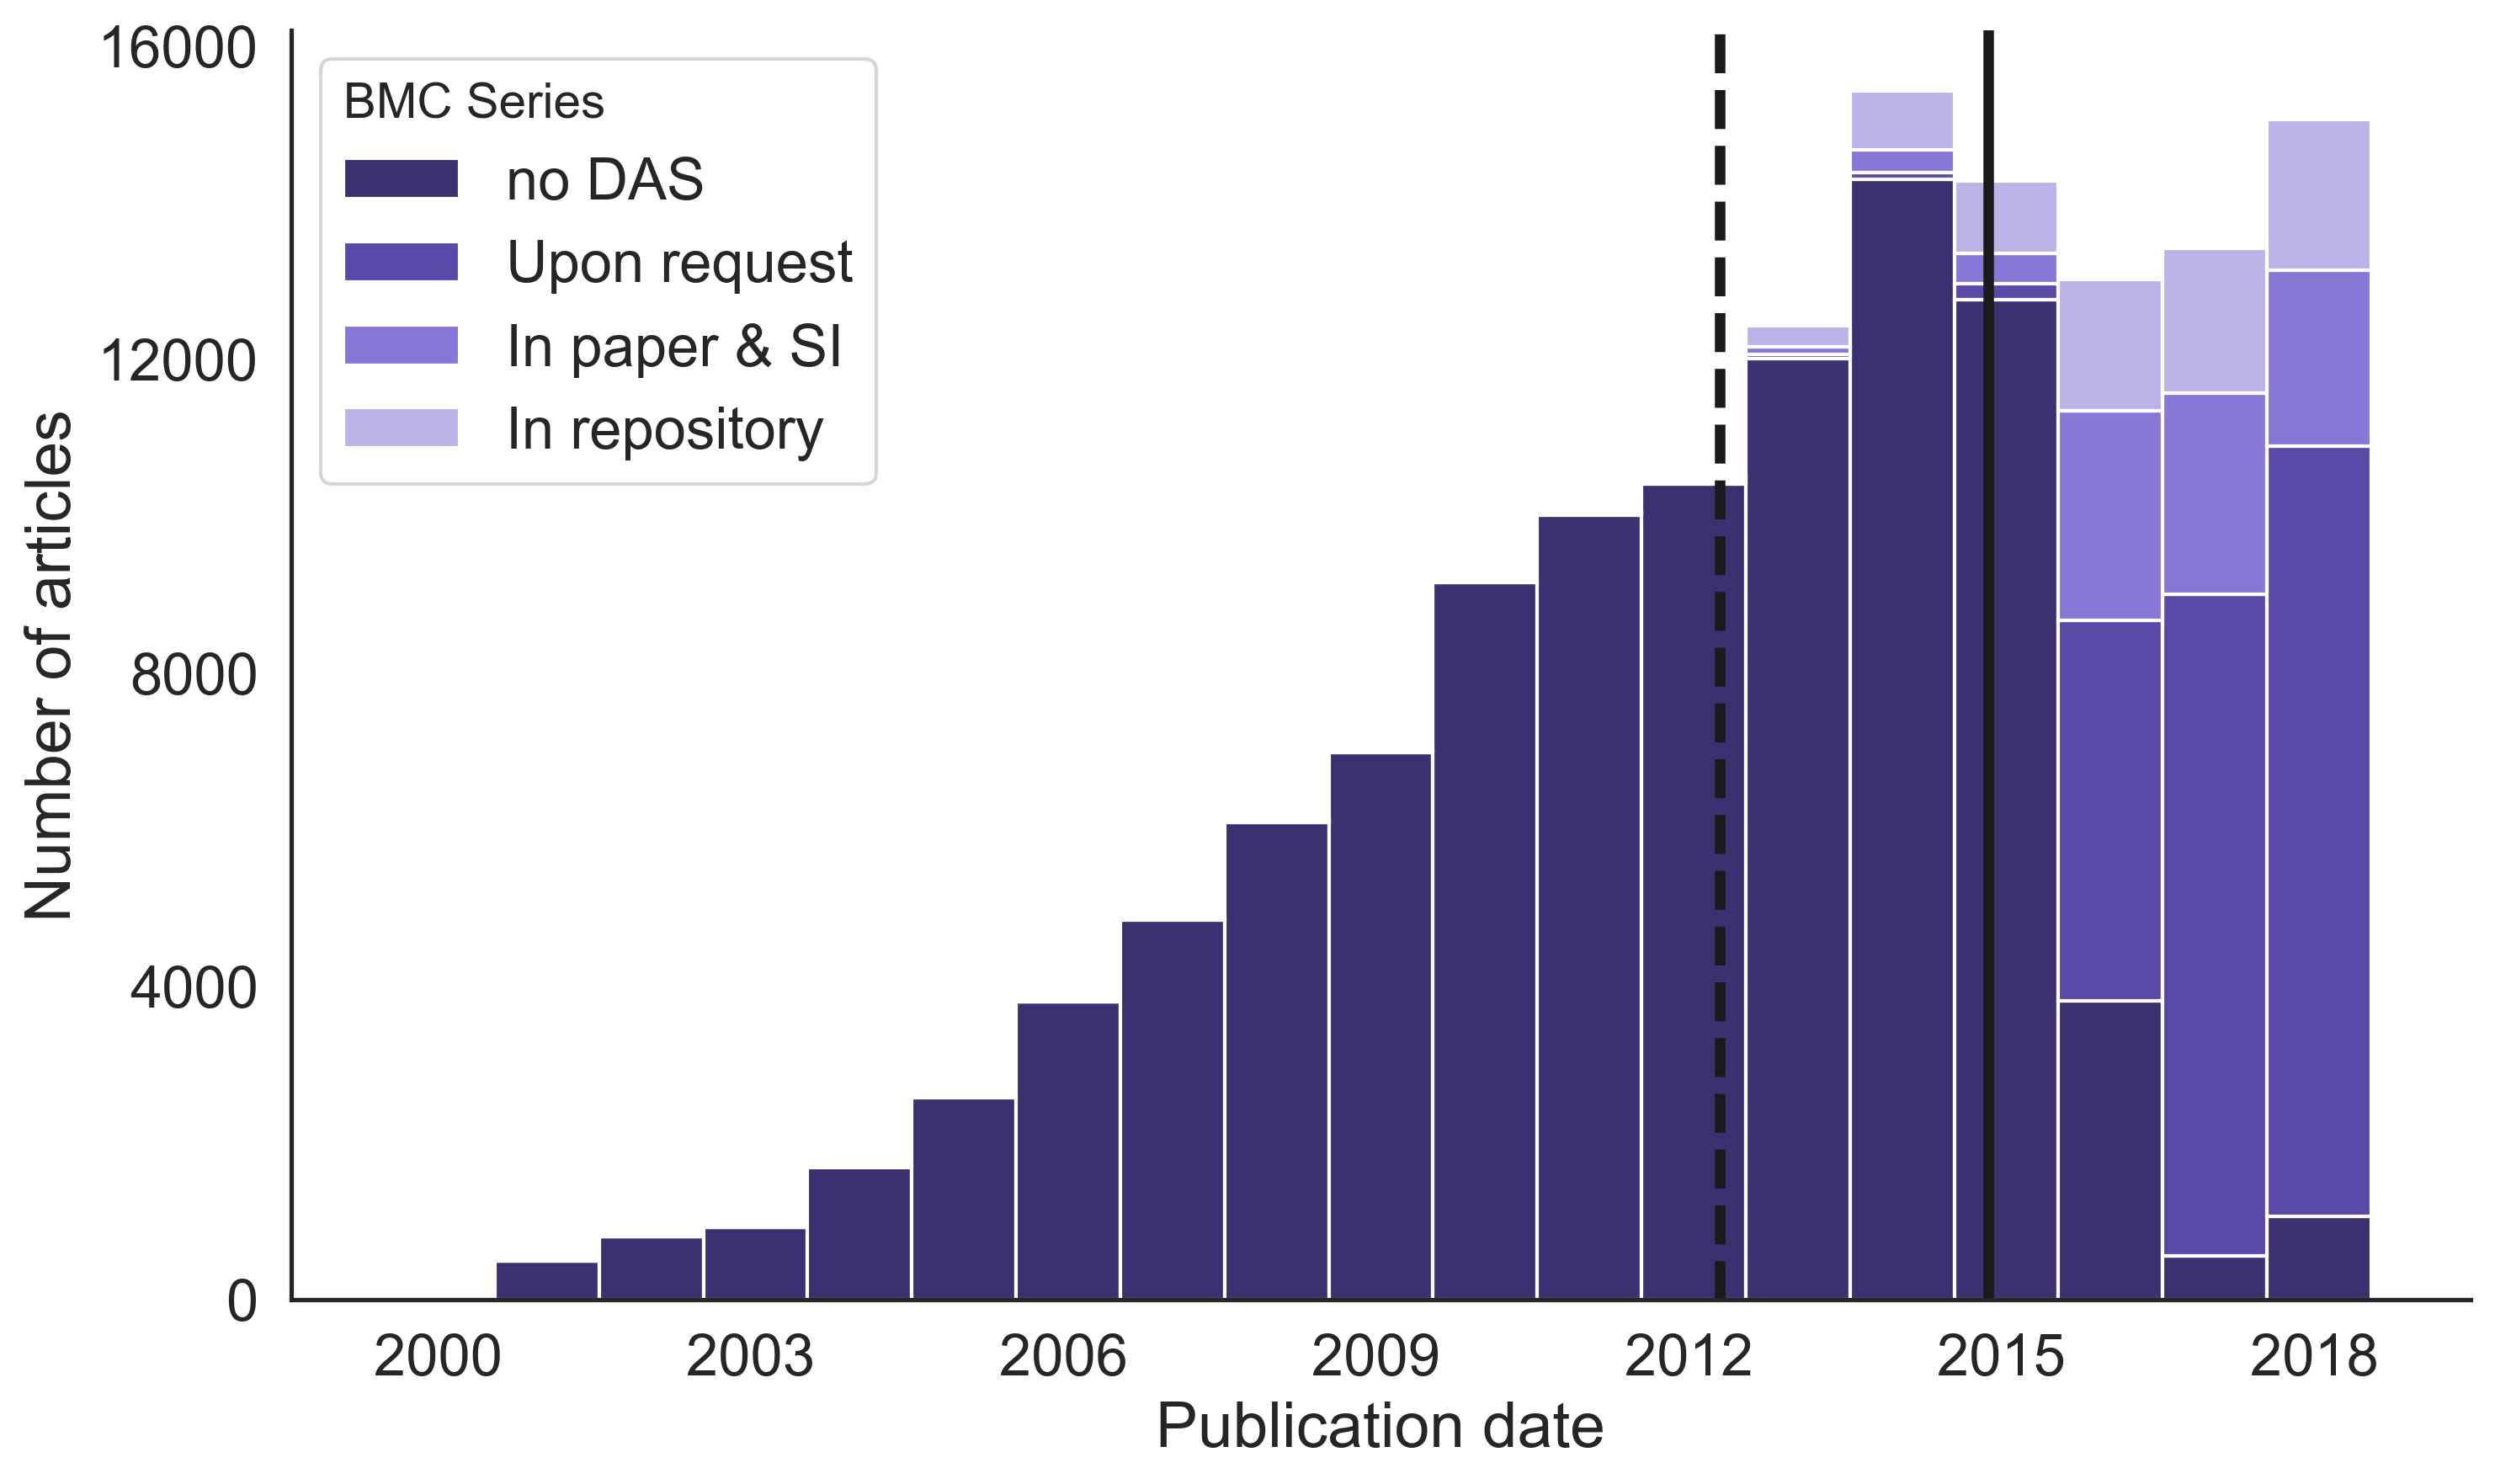 16000
12000
8000
4000
0
Number of articles
BMC Series
no DAS
Upon request
In paper & SI
In repository
2000 2003 2006 2009 2012 2015 2018
Publication date